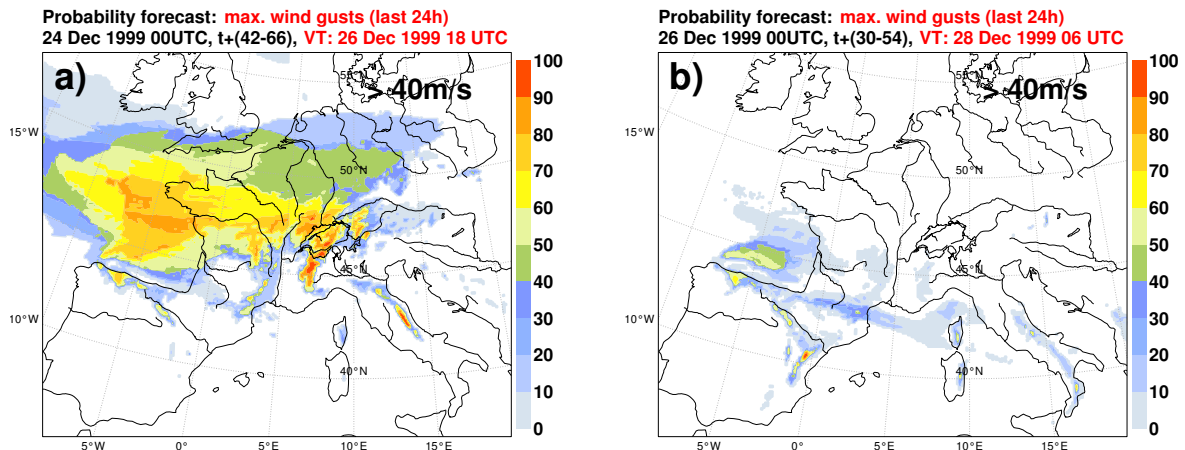 Probability forecast: max. wind gusts (last 24h)
24 Dec 1999 00UTC, t+(42-66), VT: 26 Dec 1999 18 UTC
a)
> 40m/s
55°N
50°N
45°N
40°N
15°W
10°W
5°W
0°
5°E
10°E
15°E
100
90
80
70
60
50
40
30
20
10
0
Probability forecast: max. wind gusts (last 24h)
26 Dec 1999 00UTC, t+(30-54), VT: 28 Dec 1999 06 UTC
b)
> 40m/s
55°N
50°N
45°N
40°N
15°W
10°W
5°W
0°
5°E
10°E
15°E
100
90
80
70
60
50
40
30
20
10
0